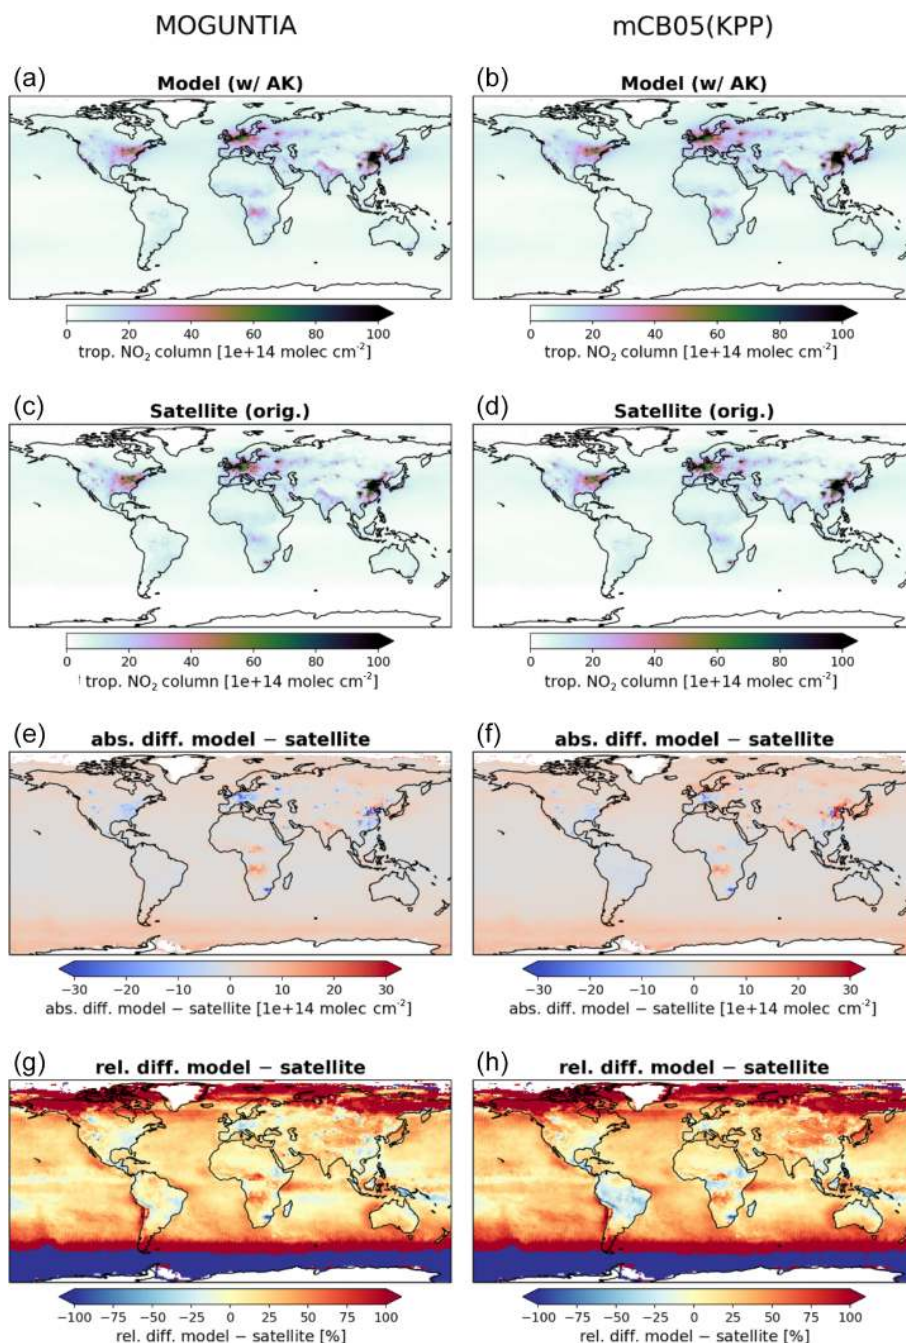 MOGUNTIA mCB05(KPP)
(a) (b)
Model (w/ AK) Model (w/ AK)
0 20 40 60 80 100 0 20 40 60 80 100
trop. NO₂ column [1e+14 molec cm⁻²] trop. NO₂ column [1e+14 molec cm⁻²]
(c) (d)
Satellite (orig.) Satellite (orig.)
0 20 40 60 80 100 0 20 40 60 80 100
trop. NO₂ column [1e+14 molec cm⁻²] trop. NO₂ column [1e+14 molec cm⁻²]
(e) (f)
abs. diff. model − satellite abs. diff. model − satellite
−30 −20 −10 0 10 20 30 −30 −20 −10 0 10 20 30
abs. diff. model − satellite [1e+14 molec cm⁻²] abs. diff. model − satellite [1e+14 molec cm⁻²]
(g) (h)
rel. diff. model − satellite rel. diff. model − satellite
−100 −75 −50 −25 0 25 50 75 100 −100 −75 −50 −25 0 25 50 75 100
rel. diff. model − satellite [%] rel. diff. model − satellite [%]